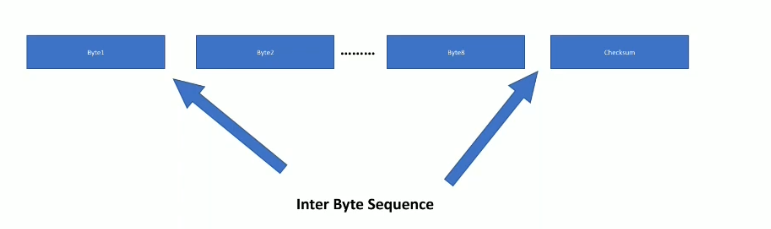 Byte1 Byte2 ......... Byte8 Checksum
Inter Byte Sequence